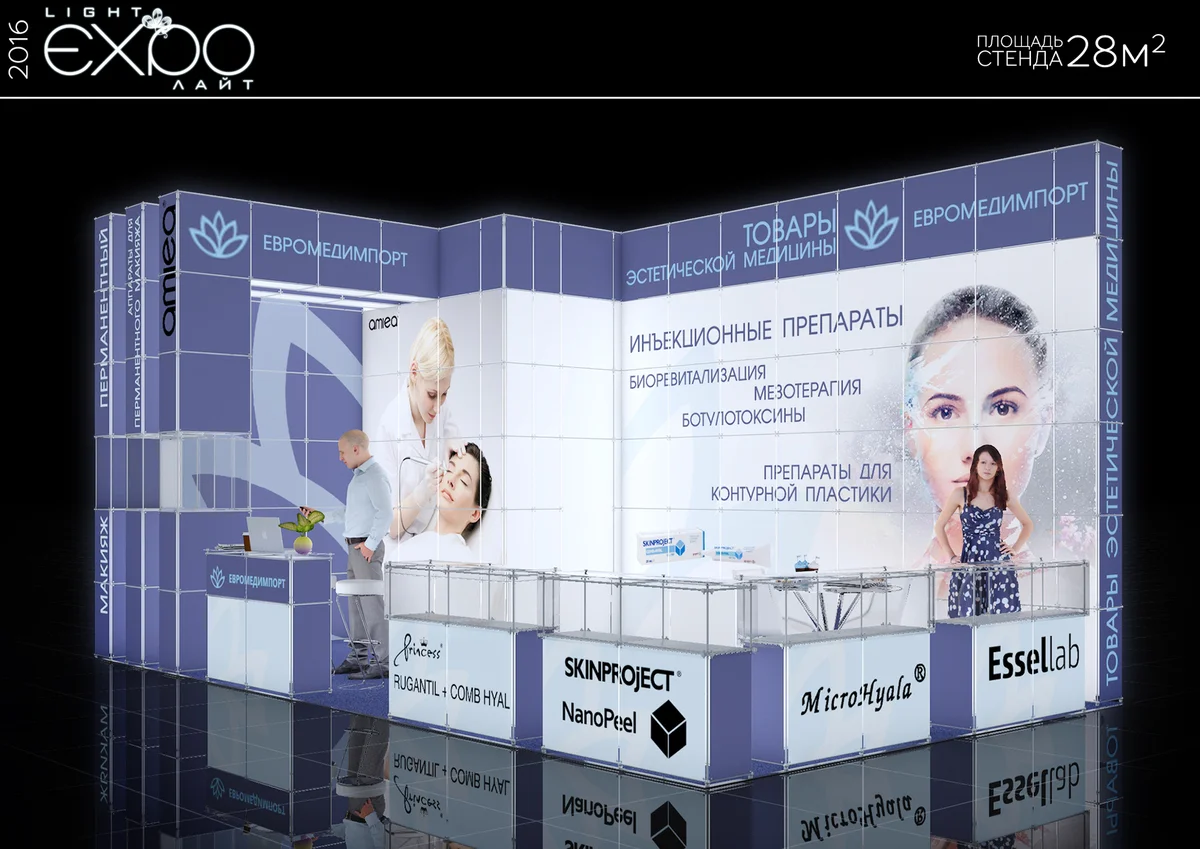 2016
LIGHT
EXPO
ЛАЙТ
ПЛОЩАДЬ
СТЕНДА
28м²
ПЕРМАНЕНТНЫЙ
МАКИЯЖ
АППАРАТЫ ДЛЯ
ПЕРМАНЕНТНОГО МАКИЯЖА
amiea
ЕВРОМЕДИМПОРТ
amiea
ТОВАРЫ
ЭСТЕТИЧЕСКОЙ МЕДИЦИНЫ
ЕВРОМЕДИМПОРТ
ИНЪЕКЦИОННЫЕ ПРЕПАРАТЫ
БИОРЕВИТАЛИЗАЦИЯ
МЕЗОТЕРАПИЯ
БОТУЛОТОКСИНЫ
ПРЕПАРАТЫ ДЛЯ
КОНТУРНОЙ ПЛАСТИКИ
ТОВАРЫ ЭСТЕТИЧЕСКОЙ МЕДИЦИНЫ
SKINPROJECT
ЕВРОМЕДИМПОРТ
Princess®
RUGANTIL + COMB HYAL
SKINPROJECT®
NanoPeel
MicroHyala®
Essellab